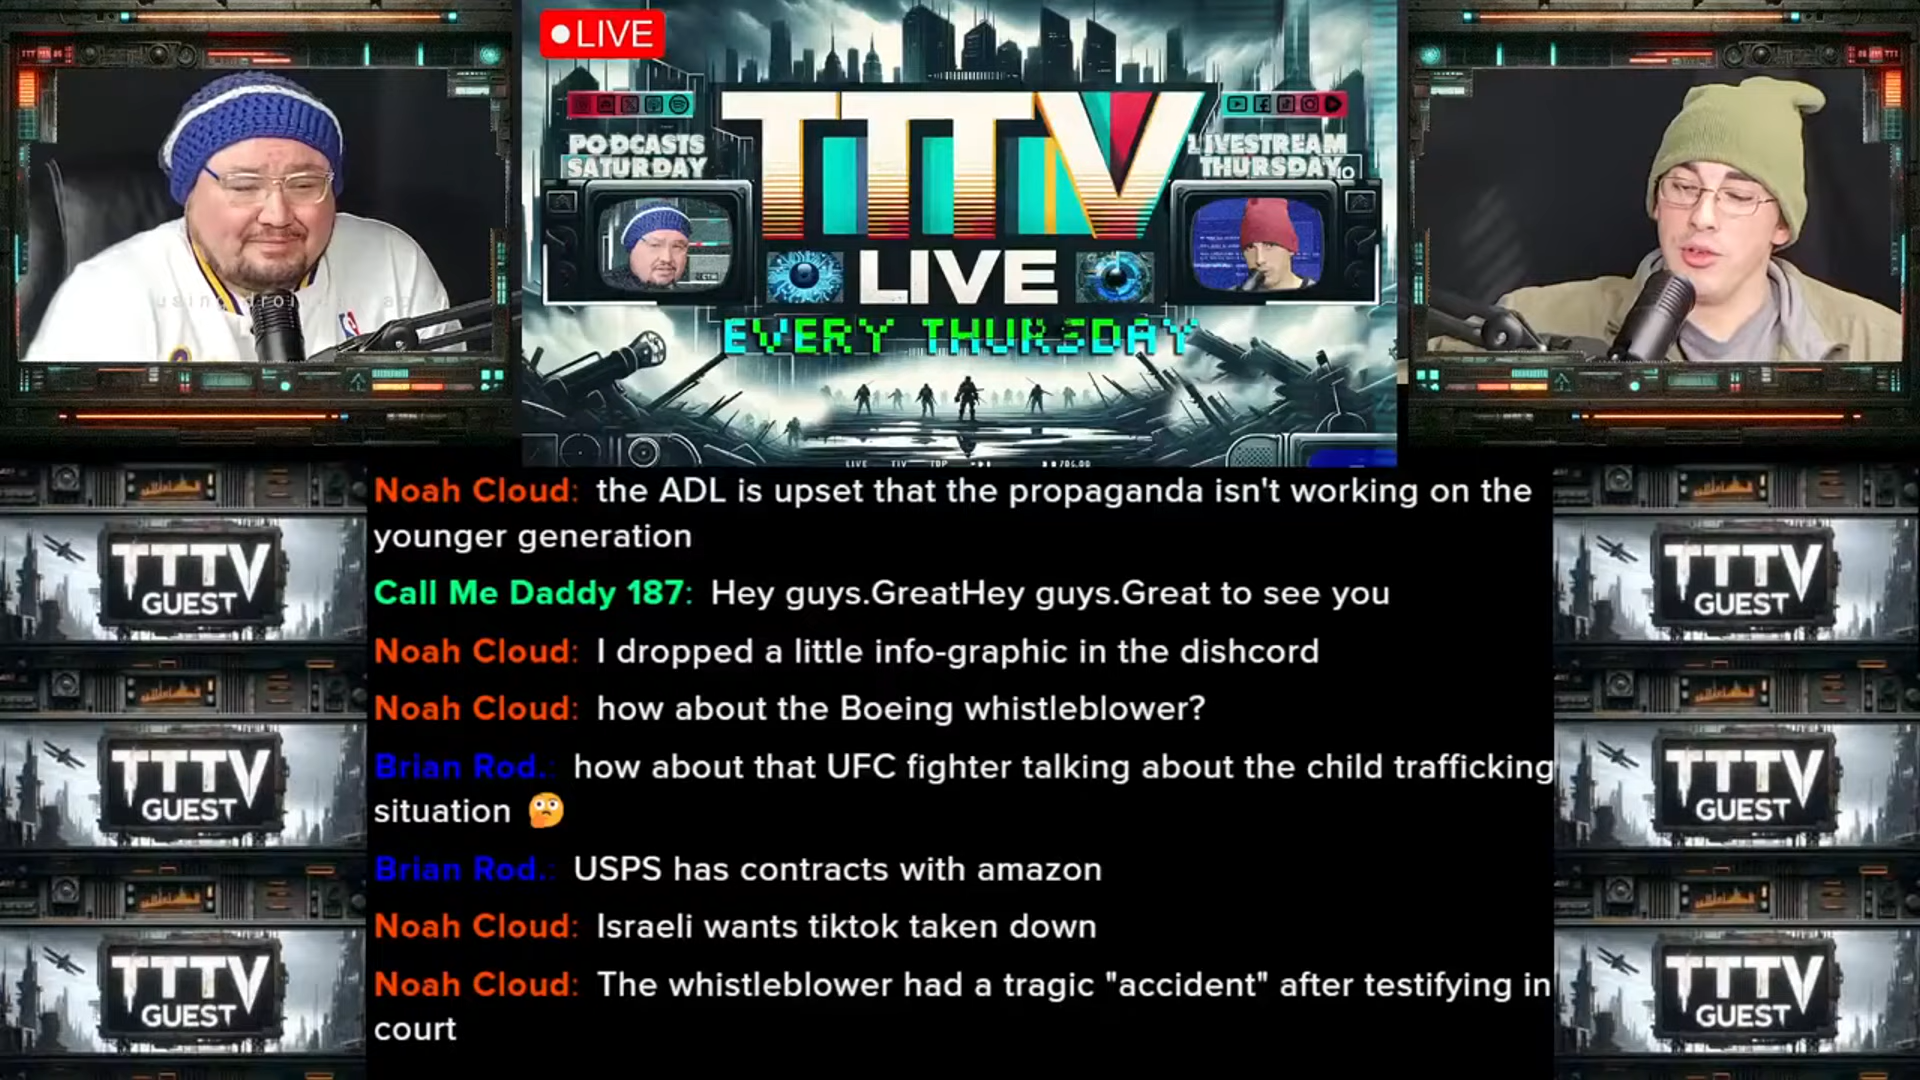 LIVE
TTTV
PODCASTS
SATURDAY
LIVESTREAM
THURSDAY
LIVE
EVERY THURSDAY
Noah Cloud: the ADL is upset that the propaganda isn't working on the
younger generation
Call Me Daddy 187: Hey guys.GreatHey guys.Great to see you
Noah Cloud: I dropped a little info-graphic in the dishcord
Noah Cloud: how about the Boeing whistleblower?
Brian Rod.: how about that UFC fighter talking about the child trafficking
situation 🤔
Brian Rod.: USPS has contracts with amazon
Noah Cloud: Israeli wants tiktok taken down
Noah Cloud: The whistleblower had a tragic "accident" after testifying in
court
TTTV
GUEST
TTTV
GUEST
TTTV
GUEST
TTTV
GUEST
TTTV
GUEST
TTTV
GUEST